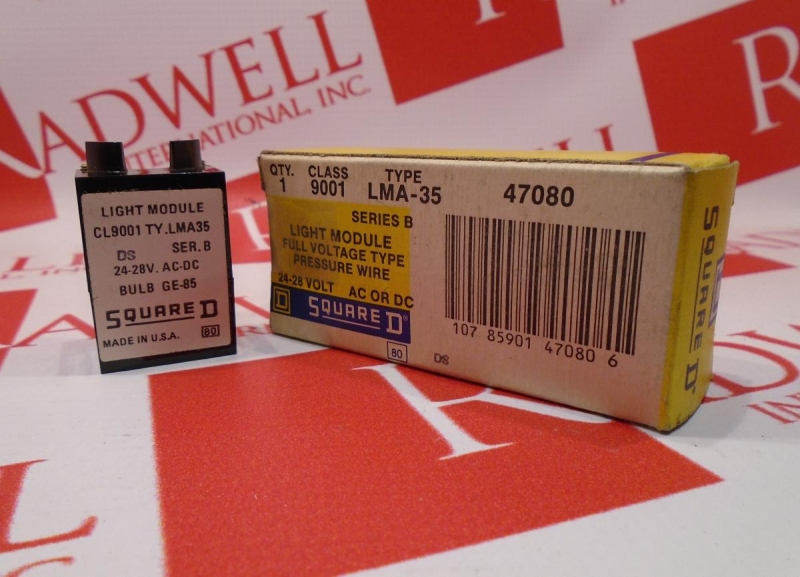 RADWELL
INTERNATIONAL, INC.
LIGHT MODULE
CL9001 TY.LMA35
DS SER. B
24-28V. AC-DC
BULB GE-85
SQUARE D
MADE IN U.S.A. 80
QTY. CLASS TYPE
1 9001 LMA-35 47080
SERIES B
LIGHT MODULE
FULL VOLTAGE TYPE
PRESSURE WIRE
24-28 VOLT AC OR DC
D SQUARE D®
80 DS
107 85901 47080 6
SQUARE D